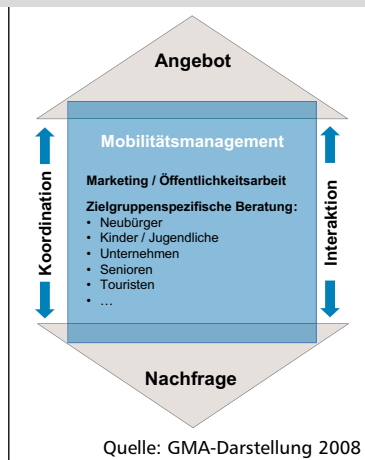 Angebot
Mobilitätsmanagement
Marketing / Öffentlichkeitsarbeit
Zielgruppenspezifische Beratung:
• Neubürger
• Kinder / Jugendliche
• Unternehmen
• Senioren
• Touristen
• …
Koordination
Interaktion
Nachfrage
Quelle: GMA-Darstellung 2008